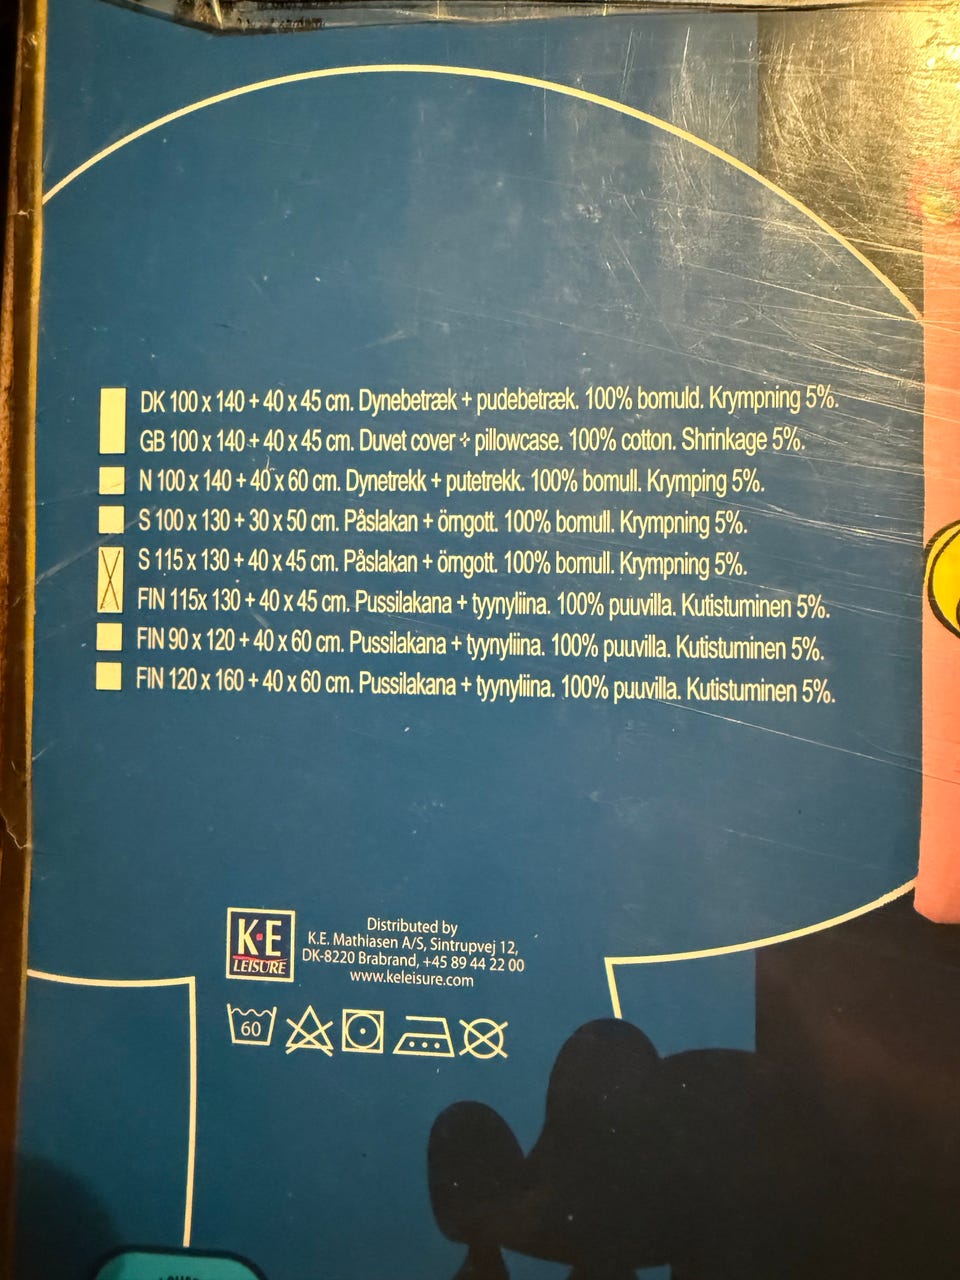 DK 100 x 140 + 40 x 45 cm. Dynebetræk + pudebetræk. 100% bomuld. Krympning 5%.
GB 100 x 140 + 40 x 45 cm. Duvet cover + pillowcase. 100% cotton. Shrinkage 5%.
N 100 x 140 + 40 x 60 cm. Dynetrekk + putetrekk. 100% bomull. Krymping 5%.
S 100 x 130 + 30 x 50 cm. Påslakan + örngott. 100% bomull. Krympning 5%.
S 115 x 130 + 40 x 45 cm. Påslakan + örngott. 100% bomull. Krympning 5%.
FIN 115x 130 + 40 x 45 cm. Pussilakana + tyynyliina. 100% puuvilla. Kutistuminen 5%.
FIN 90 x 120 + 40 x 60 cm. Pussilakana + tyynyliina. 100% puuvilla. Kutistuminen 5%.
FIN 120 x 160 + 40 x 60 cm. Pussilakana + tyynyliina. 100% puuvilla. Kutistuminen 5%.
K·E
LEISURE
Distributed by
K.E. Mathiasen A/S, Sintrupvej 12,
DK-8220 Brabrand, +45 89 44 22 00
www.keleisure.com
60